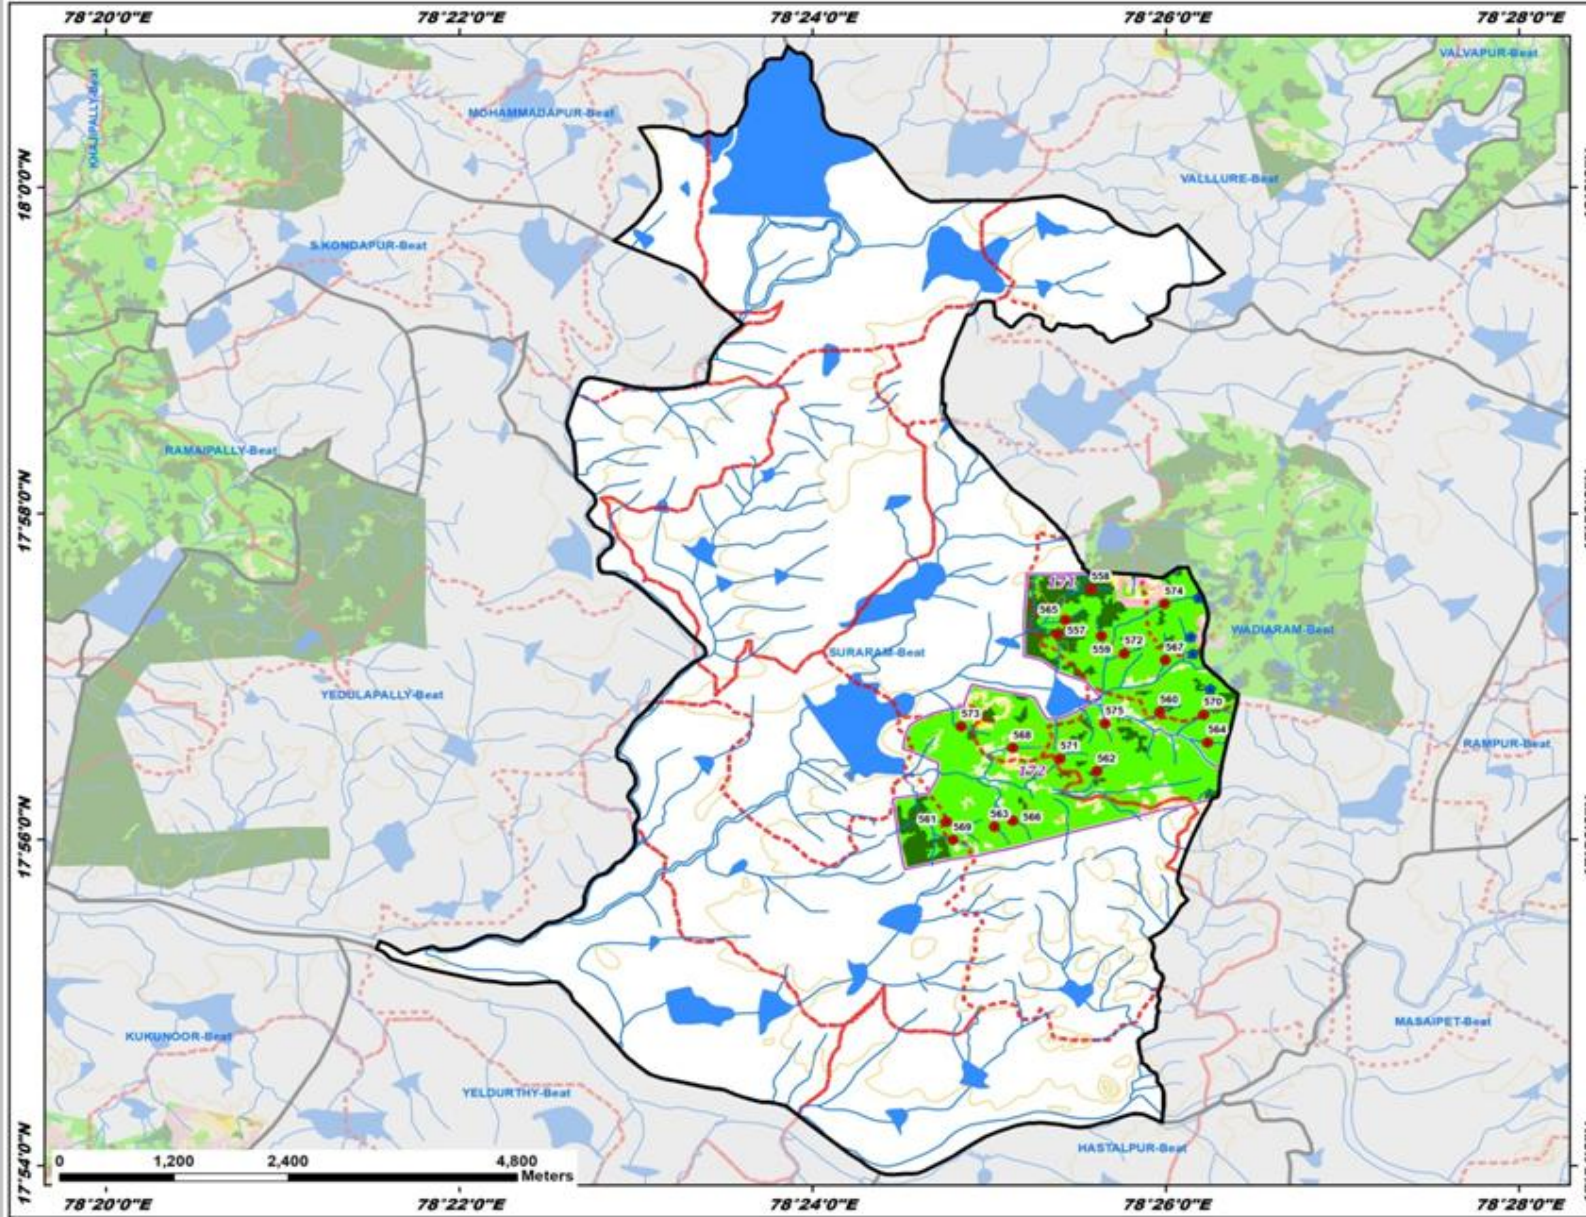 78°20'0"E 78°22'0"E 78°24'0"E 78°26'0"E 78°28'0"E
VALVAPUR-Beat
KHAJIPALLY-Beat
MOHAMMADAPUR-Beat
18°0'0"N
VALLLURE-Beat
S.KONDAPUR-Beat
RAMAIPALLY-Beat
17°58'0"N
171
558
574
565
557
WADIARAM-Beat
572
559
567
SURARAM-Beat
YEDULAPALLY-Beat
560
570
575
573
564
568
571
RAMPUR-Beat
562
172
561
563
566
569
17°56'0"N
MASAIPET-Beat
KUKUNOOR-Beat
YELDURTHY-Beat
HASTALPUR-Beat
17°54'0"N
0 1,200 2,400 4,800
Meters
78°20'0"E 78°22'0"E 78°24'0"E 78°26'0"E 78°28'0"E